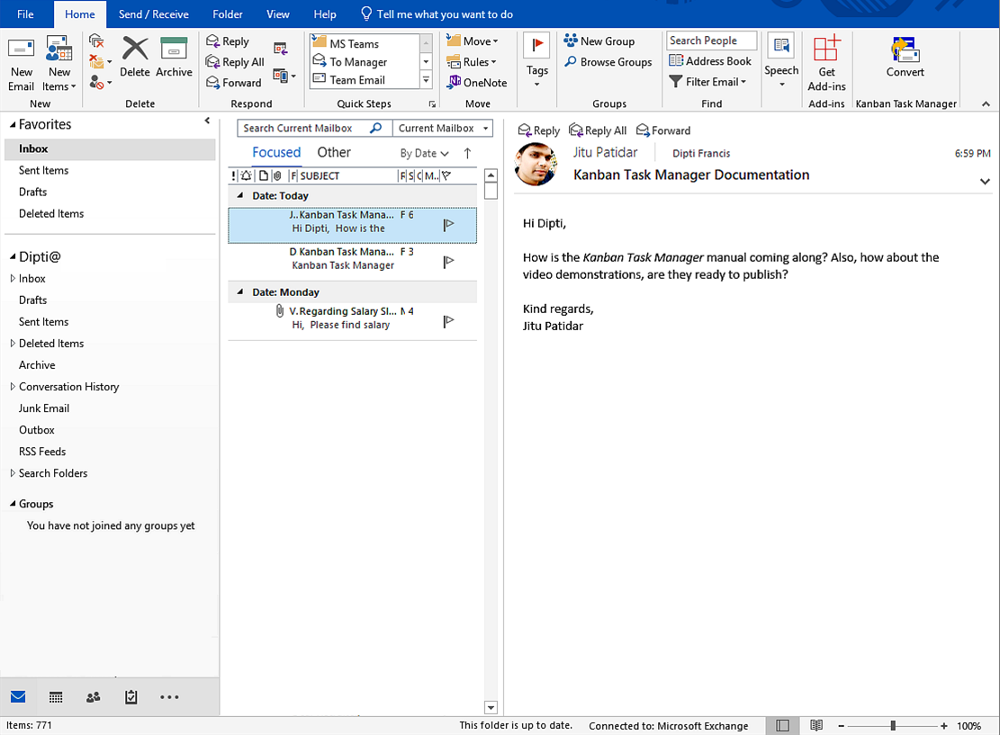 File Home Send / Receive Folder View Help Tell me what you want to do
New Email
New Items
Delete
Archive
Reply
Reply All
Forward
MS Teams
To Manager
Team Email
Move
Rules
OneNote
Tags
New Group
Browse Groups
Search People
Address Book
Filter Email
Speech
Get Add-ins
Convert
New Delete Respond Quick Steps Move Groups Find Add-ins Kanban Task Manager
Favorites
Inbox
Sent Items
Drafts
Deleted Items
Dipti@
Inbox
Drafts
Sent Items
Deleted Items
Archive
Conversation History
Junk Email
Outbox
RSS Feeds
Search Folders
Groups
You have not joined any groups yet
Search Current Mailbox Current Mailbox
Focused Other By Date
! F SUBJECT F S C M..
Date: Today
J.. Kanban Task Mana... F 6
Hi Dipti, How is the
D Kanban Task Mana... F 3
Kanban Task Manager
Date: Monday
V. Regarding Salary Sl... M 4
Hi, Please find salary
Reply Reply All Forward
Jitu Patidar Dipti Francis 6:59 PM
Kanban Task Manager Documentation
Hi Dipti,
How is the Kanban Task Manager manual coming along? Also, how about the
video demonstrations, are they ready to publish?
Kind regards,
Jitu Patidar
Items: 771 This folder is up to date. Connected to: Microsoft Exchange 100%